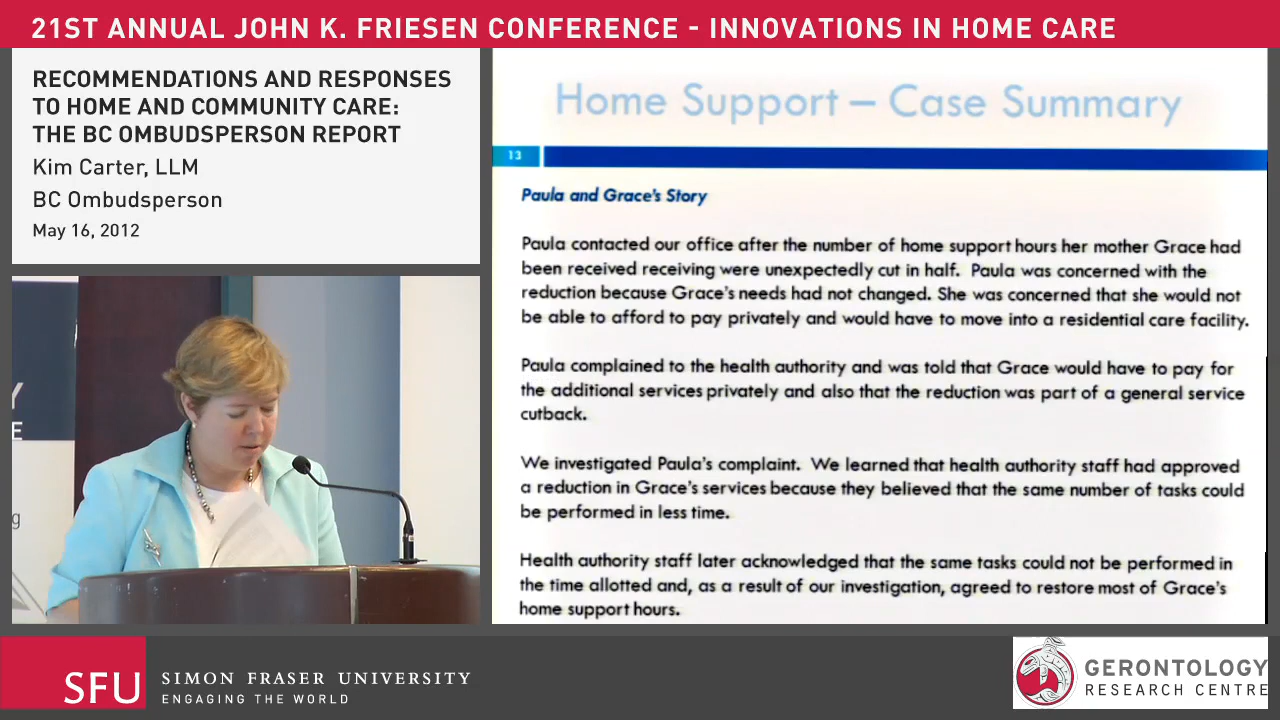 21ST ANNUAL JOHN K. FRIESEN CONFERENCE - INNOVATIONS IN HOME CARE
RECOMMENDATIONS AND RESPONSES
TO HOME AND COMMUNITY CARE:
THE BC OMBUDSPERSON REPORT
Kim Carter, LLM
BC Ombudsperson
May 16, 2012
Home Support – Case Summary
13
Paula and Grace's Story
Paula contacted our office after the number of home support hours her mother Grace had
been received receiving were unexpectedly cut in half. Paula was concerned with the
reduction because Grace's needs had not changed. She was concerned that she would not
be able to afford to pay privately and would have to move into a residential care facility.
Paula complained to the health authority and was told that Grace would have to pay for
the additional services privately and also that the reduction was part of a general service
cutback.
We investigated Paula's complaint. We learned that health authority staff had approved
a reduction in Grace's services because they believed that the same number of tasks could
be performed in less time.
Health authority staff later acknowledged that the same tasks could not be performed in
the time allotted and, as a result of our investigation, agreed to restore most of Grace's
home support hours.
SFU
SIMON FRASER UNIVERSITY
ENGAGING THE WORLD
GERONTOLOGY
RESEARCH CENTRE